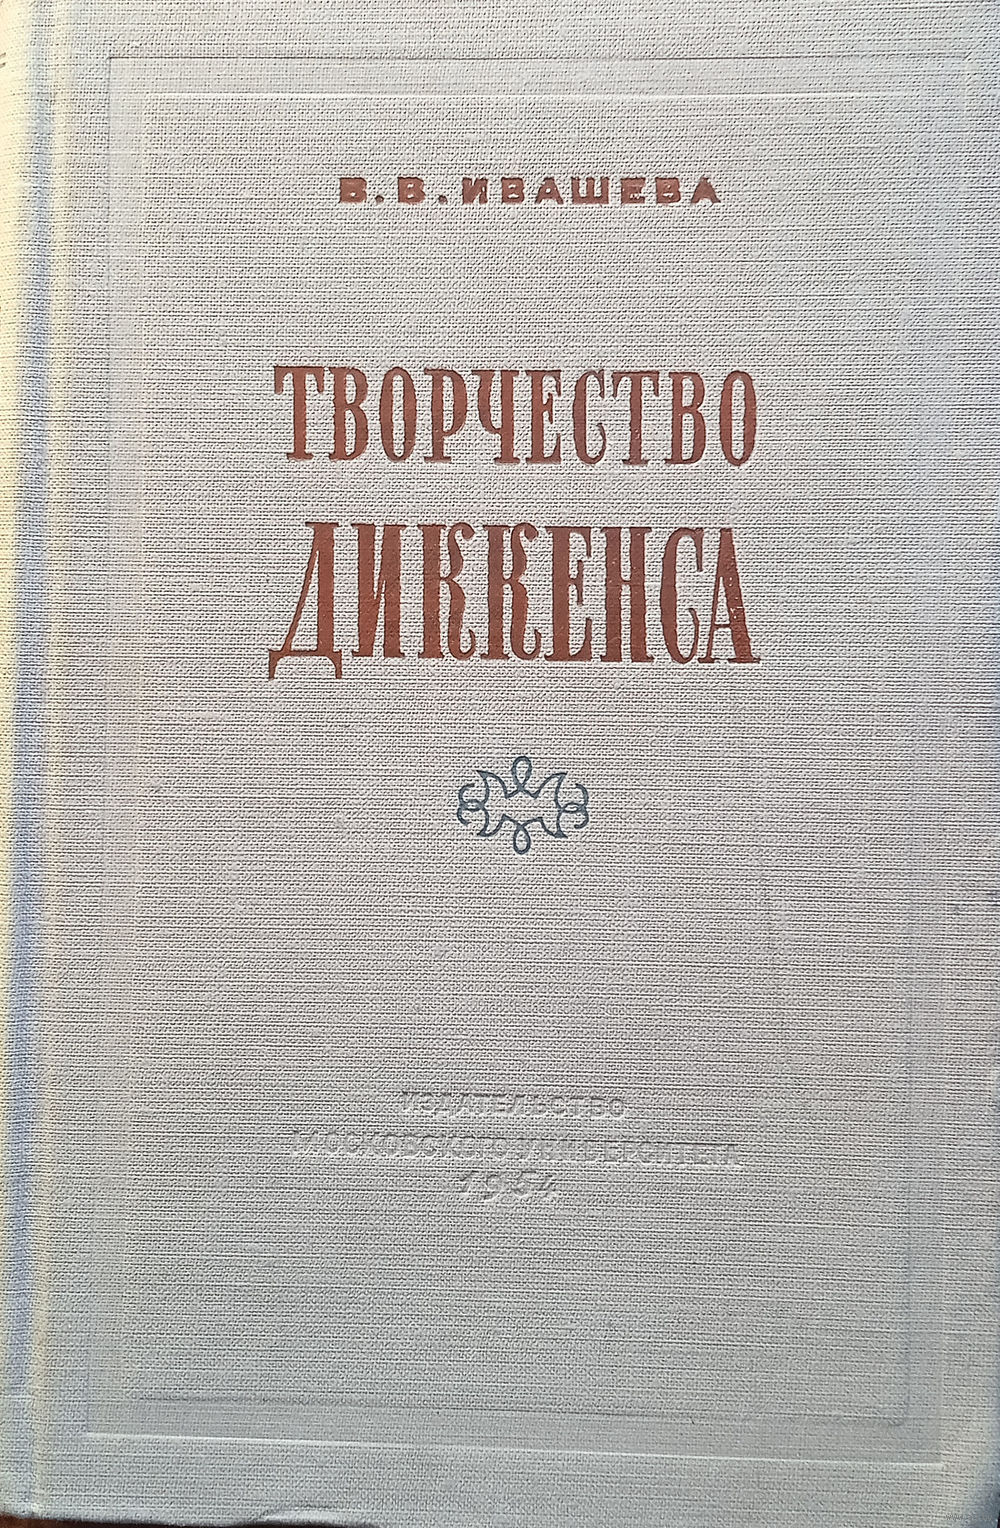 В.В.ИВАШЕВА
ТВОРЧЕСТВО
ДИККЕНСА
ИЗДАТЕЛЬСТВО
МОСКОВСКОГО УНИВЕРСИТЕТА
1954